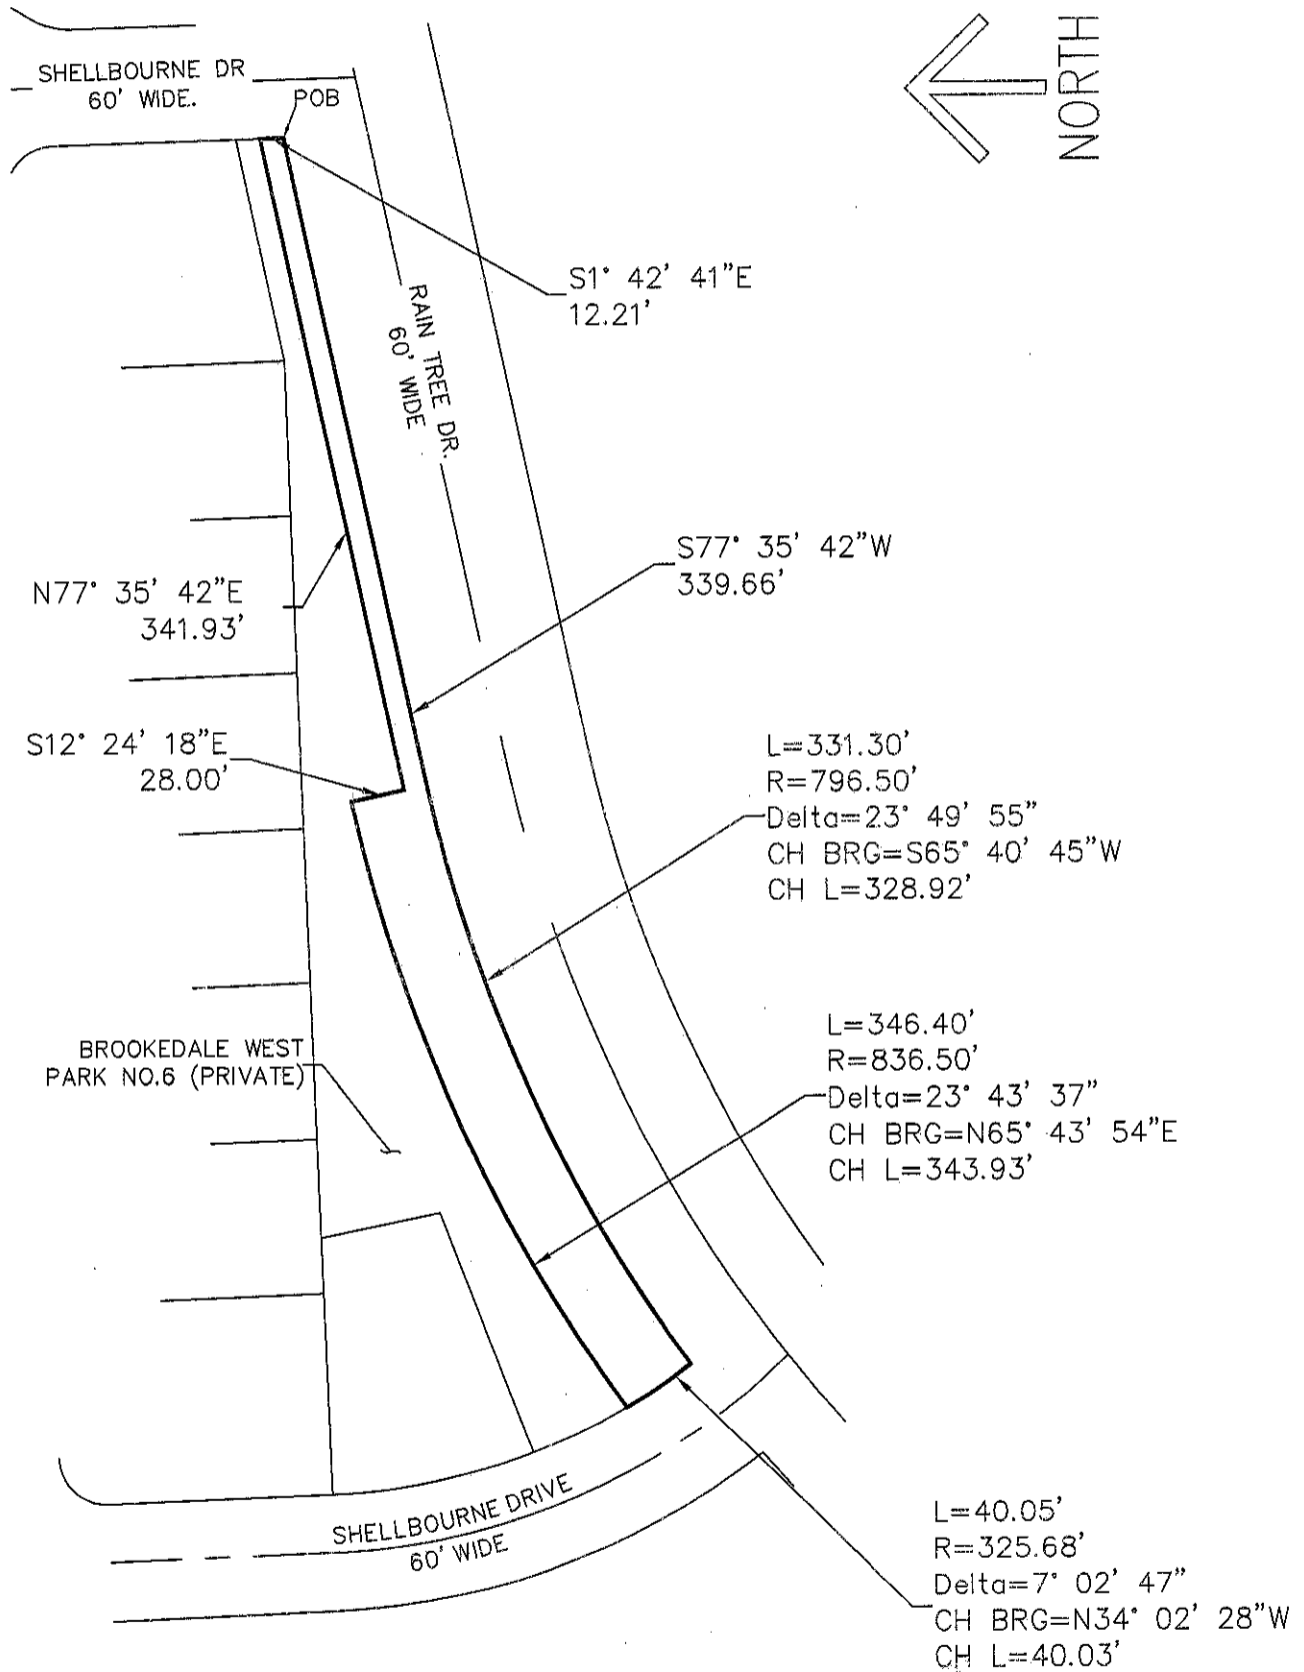 SHELLBOURNE DR
60' WIDE.
POB
NORTH
S1° 42' 41"E
12.21'
RAIN TREE DR.
60' WIDE
S77° 35' 42"W
339.66'
N77° 35' 42"E
341.93'
S12° 24' 18"E
28.00'
L=331.30'
R=796.50'
Delta=23° 49' 55"
CH BRG=S65° 40' 45"W
CH L=328.92'
L=346.40'
R=836.50'
Delta=23° 43' 37"
CH BRG=N65° 43' 54"E
CH L=343.93'
BROOKEDALE WEST
PARK NO.6 (PRIVATE)
SHELLBOURNE DRIVE
60' WIDE
L=40.05'
R=325.68'
Delta=7° 02' 47"
CH BRG=N34° 02' 28"W
CH L=40.03'